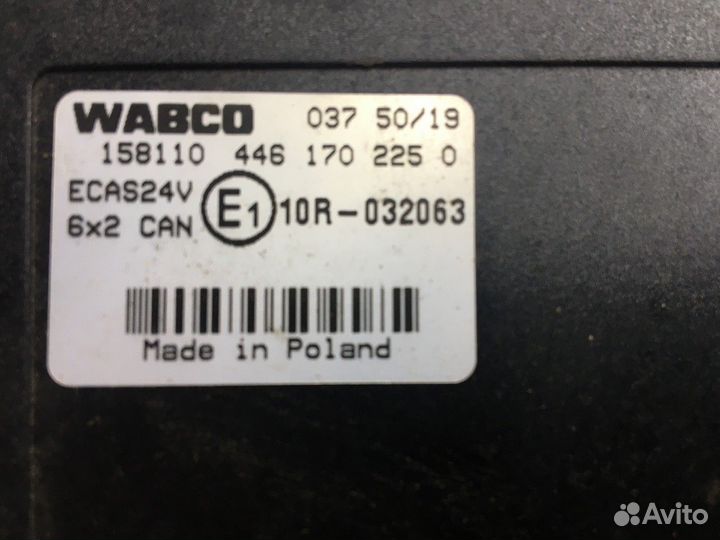 WABCO 037 50/19
158110 446 170 225 0
ECAS24V
6x2 CAN
E1 10R-032063
Made in Poland
Avito